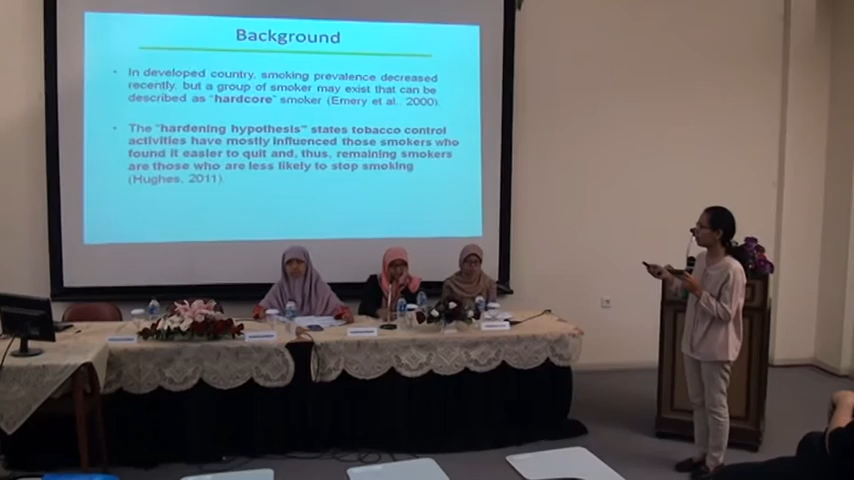 Background
• In developed country, smoking prevalence decreased
recently, but a group of smoker may exist that can be
described as "hardcore" smoker (Emery et al., 2000).
• The "hardening hypothesis" states tobacco control
activities have mostly influenced those smokers who
found it easier to quit and, thus, remaining smokers
are those who are less likely to stop smoking
(Hughes, 2011)